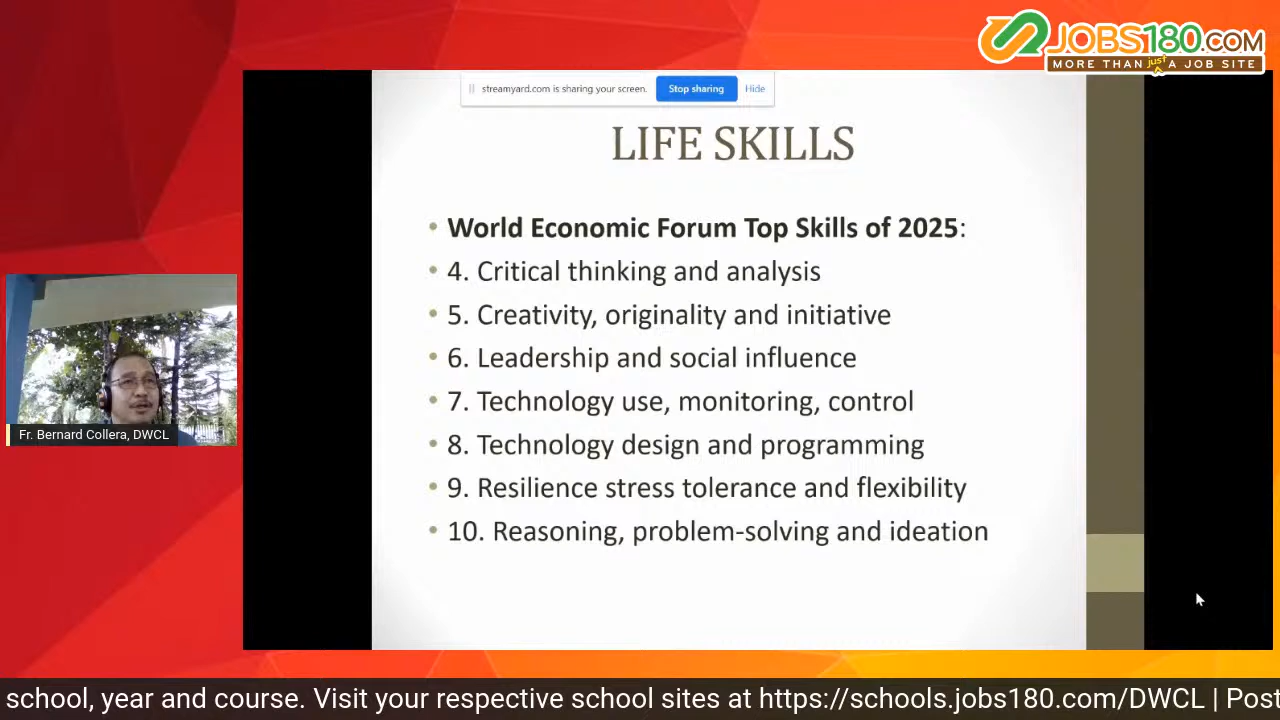 JOBS180.COM
MORE THAN just A JOB SITE
streamyard.com is sharing your screen. Stop sharing Hide
LIFE SKILLS
• World Economic Forum Top Skills of 2025:
• 4. Critical thinking and analysis
• 5. Creativity, originality and initiative
• 6. Leadership and social influence
• 7. Technology use, monitoring, control
• 8. Technology design and programming
• 9. Resilience stress tolerance and flexibility
• 10. Reasoning, problem-solving and ideation
Fr. Bernard Collera, DWCL
school, year and course. Visit your respective school sites at https://schools.jobs180.com/DWCL | Post